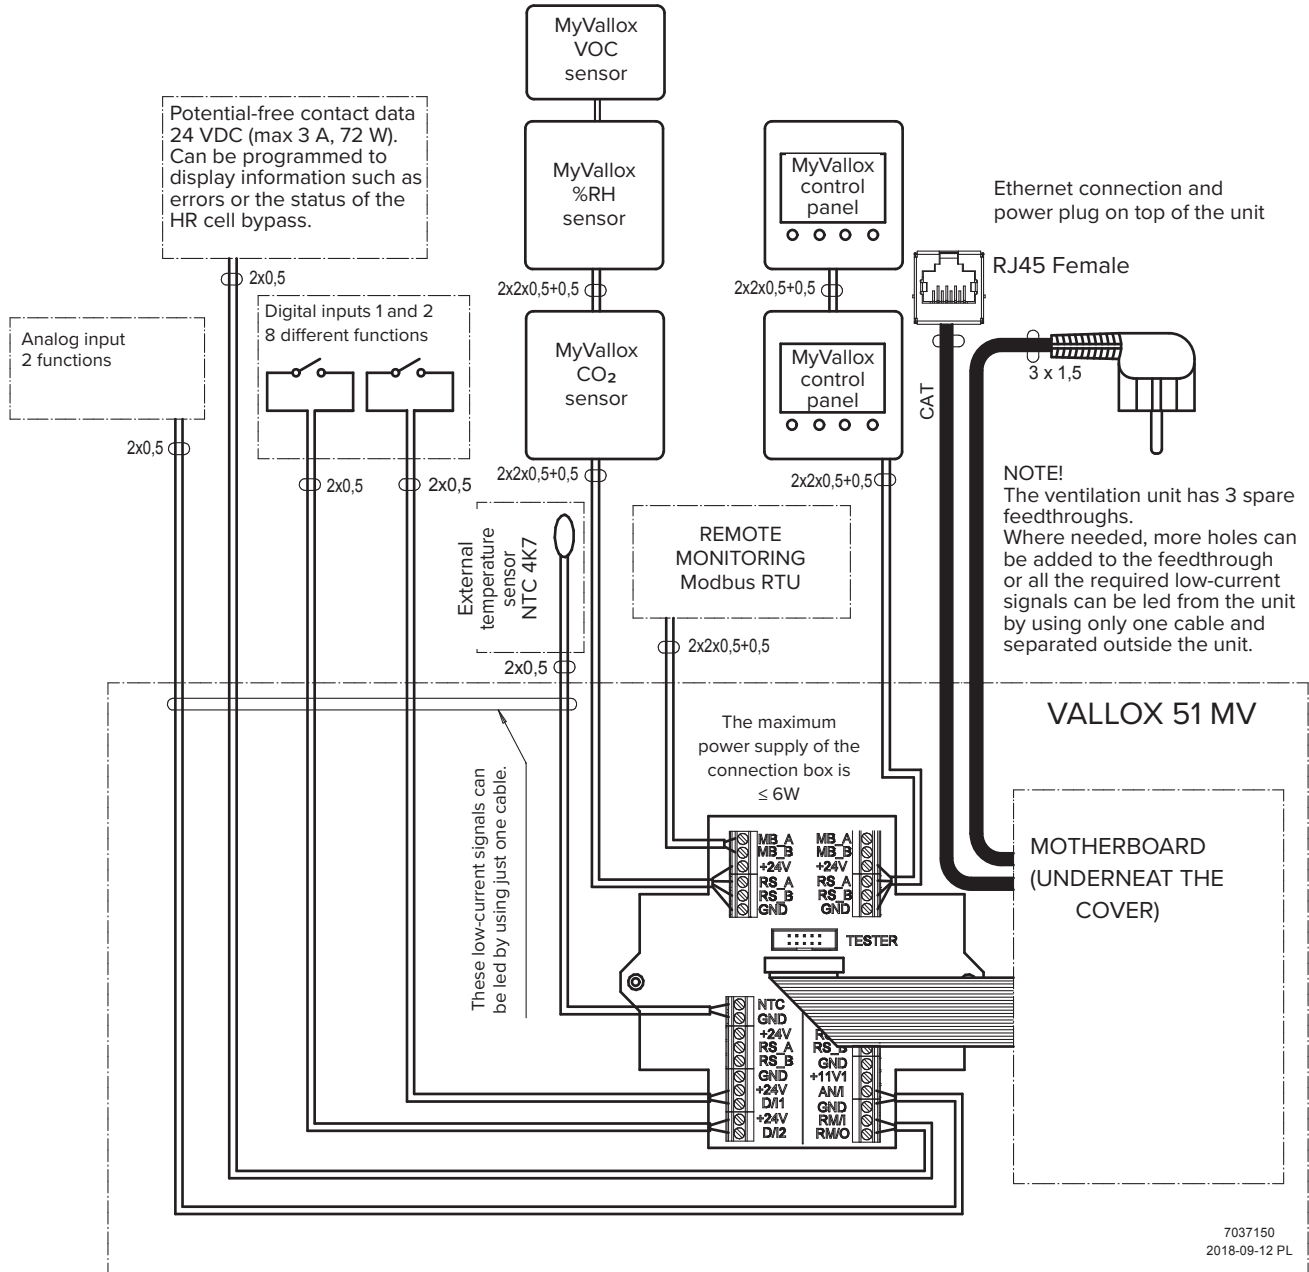 MyVallox
VOC
sensor
Potential-free contact data
24 VDC (max 3 A, 72 W).
Can be programmed to
display information such as
errors or the status of the
HR cell bypass.
MyVallox
%RH
sensor
MyVallox
control
panel
Ethernet connection and
power plug on top of the unit
RJ45 Female
2x0,5
2x2x0,5+0,5
2x2x0,5+0,5
Digital inputs 1 and 2
8 different functions
Analog input
2 functions
MyVallox
CO₂
sensor
MyVallox
control
panel
3 x 1,5
CAT
2x0,5
2x0,5
2x0,5
2x2x0,5+0,5
2x2x0,5+0,5
NOTE!
The ventilation unit has 3 spare
feedthroughs.
Where needed, more holes can
be added to the feedthrough
or all the required low-current
signals can be led from the unit
by using only one cable and
separated outside the unit.
External
temperature
sensor
NTC 4K7
REMOTE
MONITORING
Modbus RTU
2x0,5
2x2x0,5+0,5
VALLOX 51 MV
The maximum
power supply of the
connection box is
≤ 6W
These low-current signals can
be led by using just one cable.
MB_A
MB_B
+24V
RS_A
RS_B
GND
MB_A
MB_B
+24V
RS_A
RS_B
GND
MOTHERBOARD
(UNDERNEAT THE
COVER)
TESTER
NTC
GND
+24V
RS_A
RS_B
GND
+24V
D/I1
+24V
D/I2
GND
+11V1
AN/I
GND
RM/I
RM/O
7037150
2018-09-12 PL